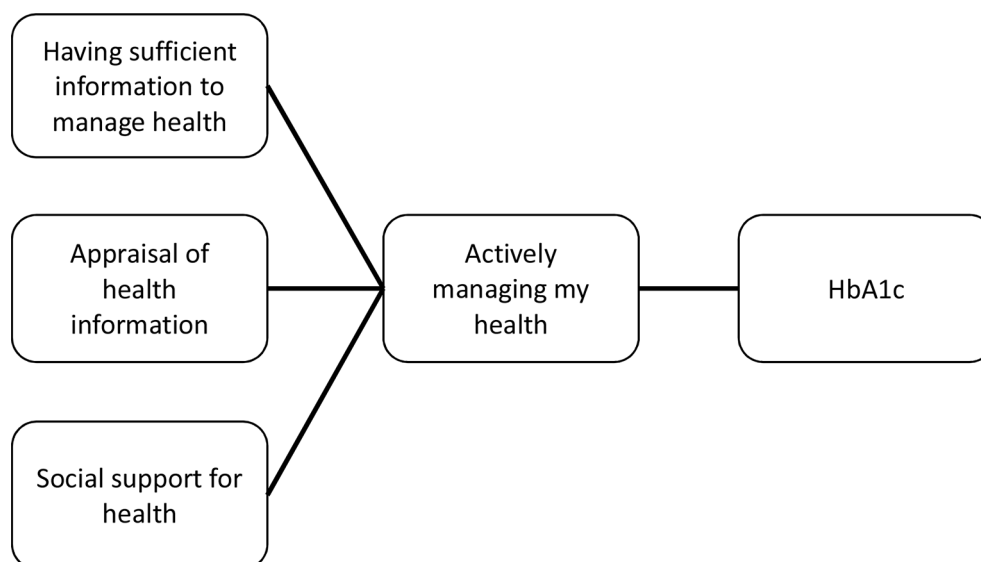 Having sufficient
information to
manage health
Appraisal of
health
information
Social support for
health
Actively
managing my
health
HbA1c